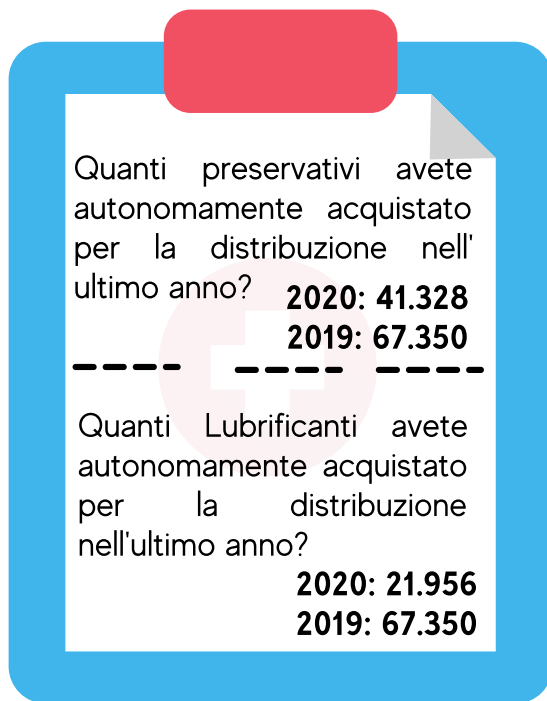 Quanti preservativi avete
autonomamente acquistato
per la distribuzione nell'
ultimo anno?
2020: 41.328
2019: 67.350
Quanti Lubrificanti avete
autonomamente acquistato
per la distribuzione
nell'ultimo anno?
2020: 21.956
2019: 67.350